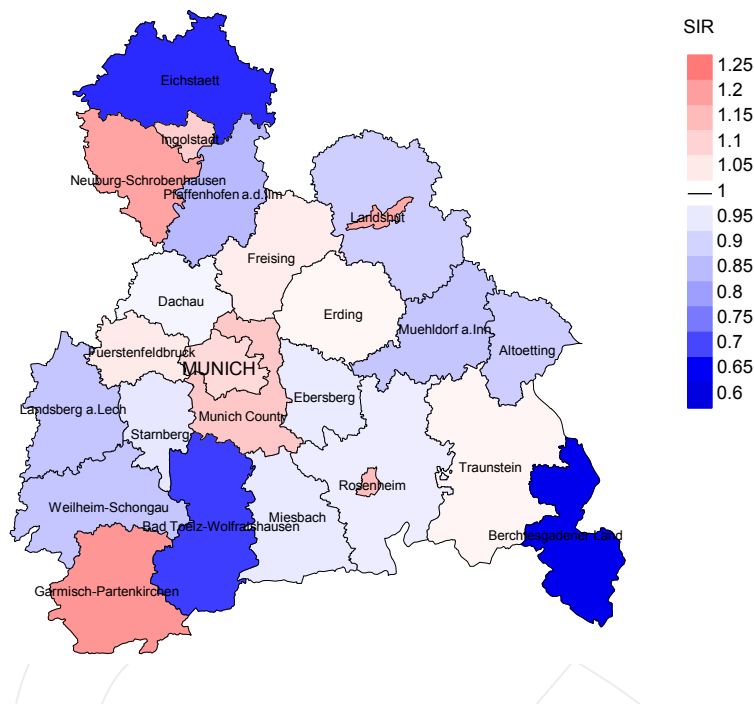 SIR
1.25
1.2
1.15
1.1
1.05
1
0.95
0.9
0.85
0.8
0.75
0.7
0.65
0.6
Eichstaett
Ingolstadt
Neuburg-Schrobenhausen
Pfaffenhofen a.d.Ilm
Landshut
Freising
Dachau
Erding
Muehldorf a.Inn
Altoetting
Fuerstenfeldbruck
MUNICH
Ebersberg
Landsberg a.Lech
Munich County
Starnberg
Traunstein
Rosenheim
Weilheim-Schongau
Miesbach
Bad Toelz-Wolfratshausen
Berchtesgadener Land
Garmisch-Partenkirchen